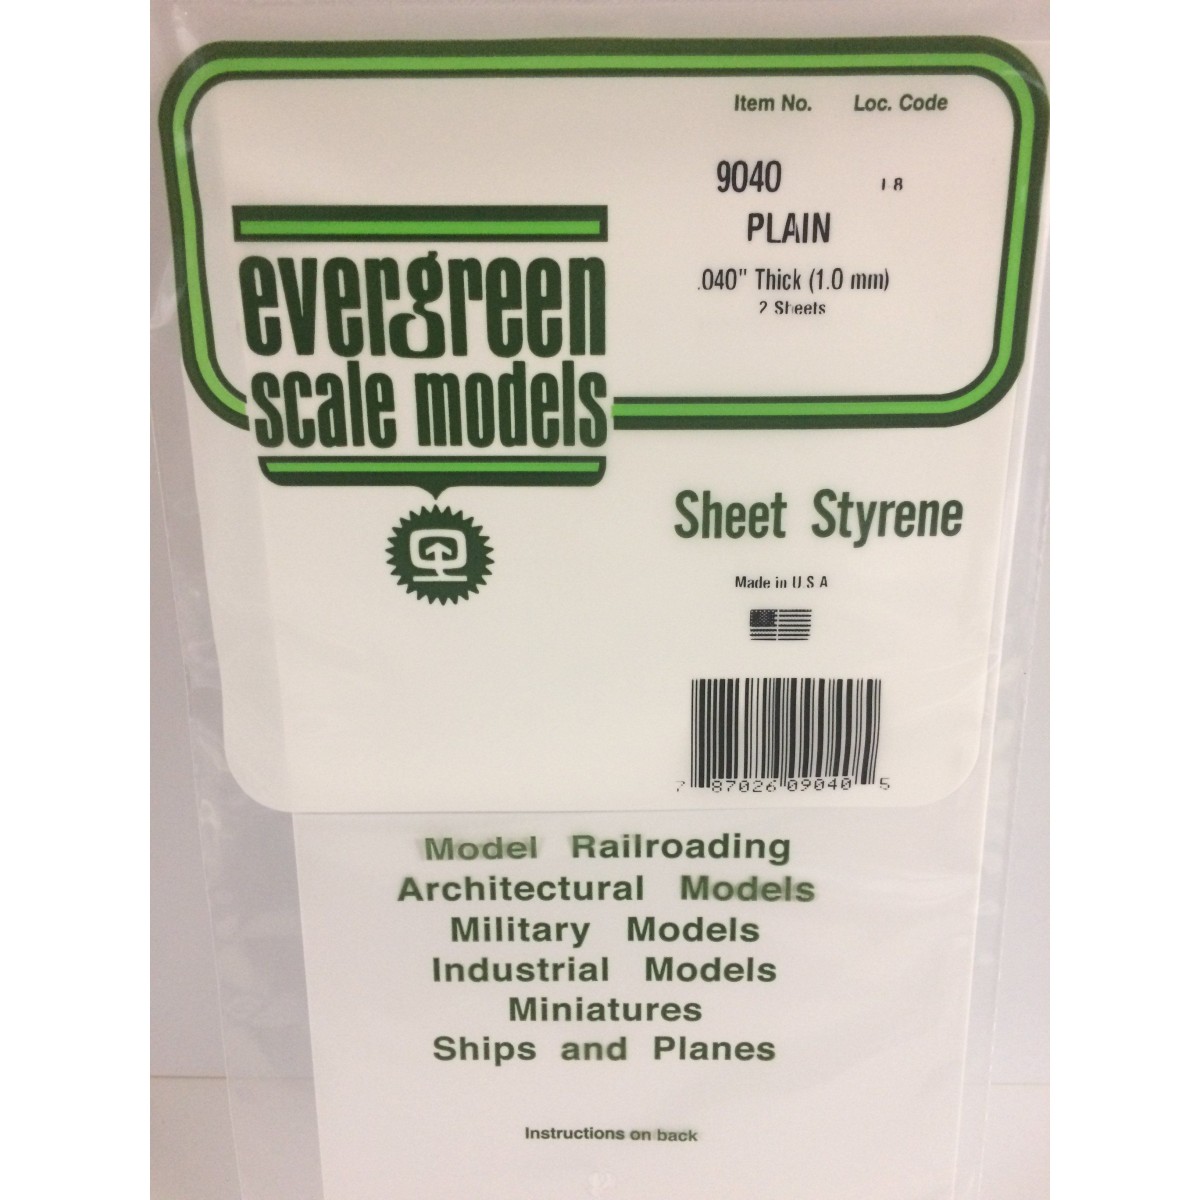 Item No. Loc. Code
9040 L8
PLAIN
.040" Thick (1.0 mm)
2 Sheets
evergreen
scale models
Sheet Styrene
Made in U.S.A
7 87026 09040 5
Model Railroading
Architectural Models
Military Models
Industrial Models
Miniatures
Ships and Planes
Instructions on back